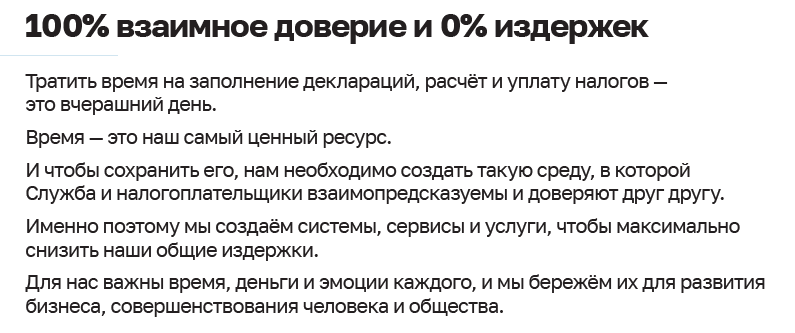 100% взаимное доверие и 0% издержек
Тратить время на заполнение деклараций, расчёт и уплату налогов —
это вчерашний день.
Время — это наш самый ценный ресурс.
И чтобы сохранить его, нам необходимо создать такую среду, в которой
Служба и налогоплательщики взаимопредсказуемы и доверяют друг другу.
Именно поэтому мы создаём системы, сервисы и услуги, чтобы максимально
снизить наши общие издержки.
Для нас важны время, деньги и эмоции каждого, и мы бережём их для развития
бизнеса, совершенствования человека и общества.